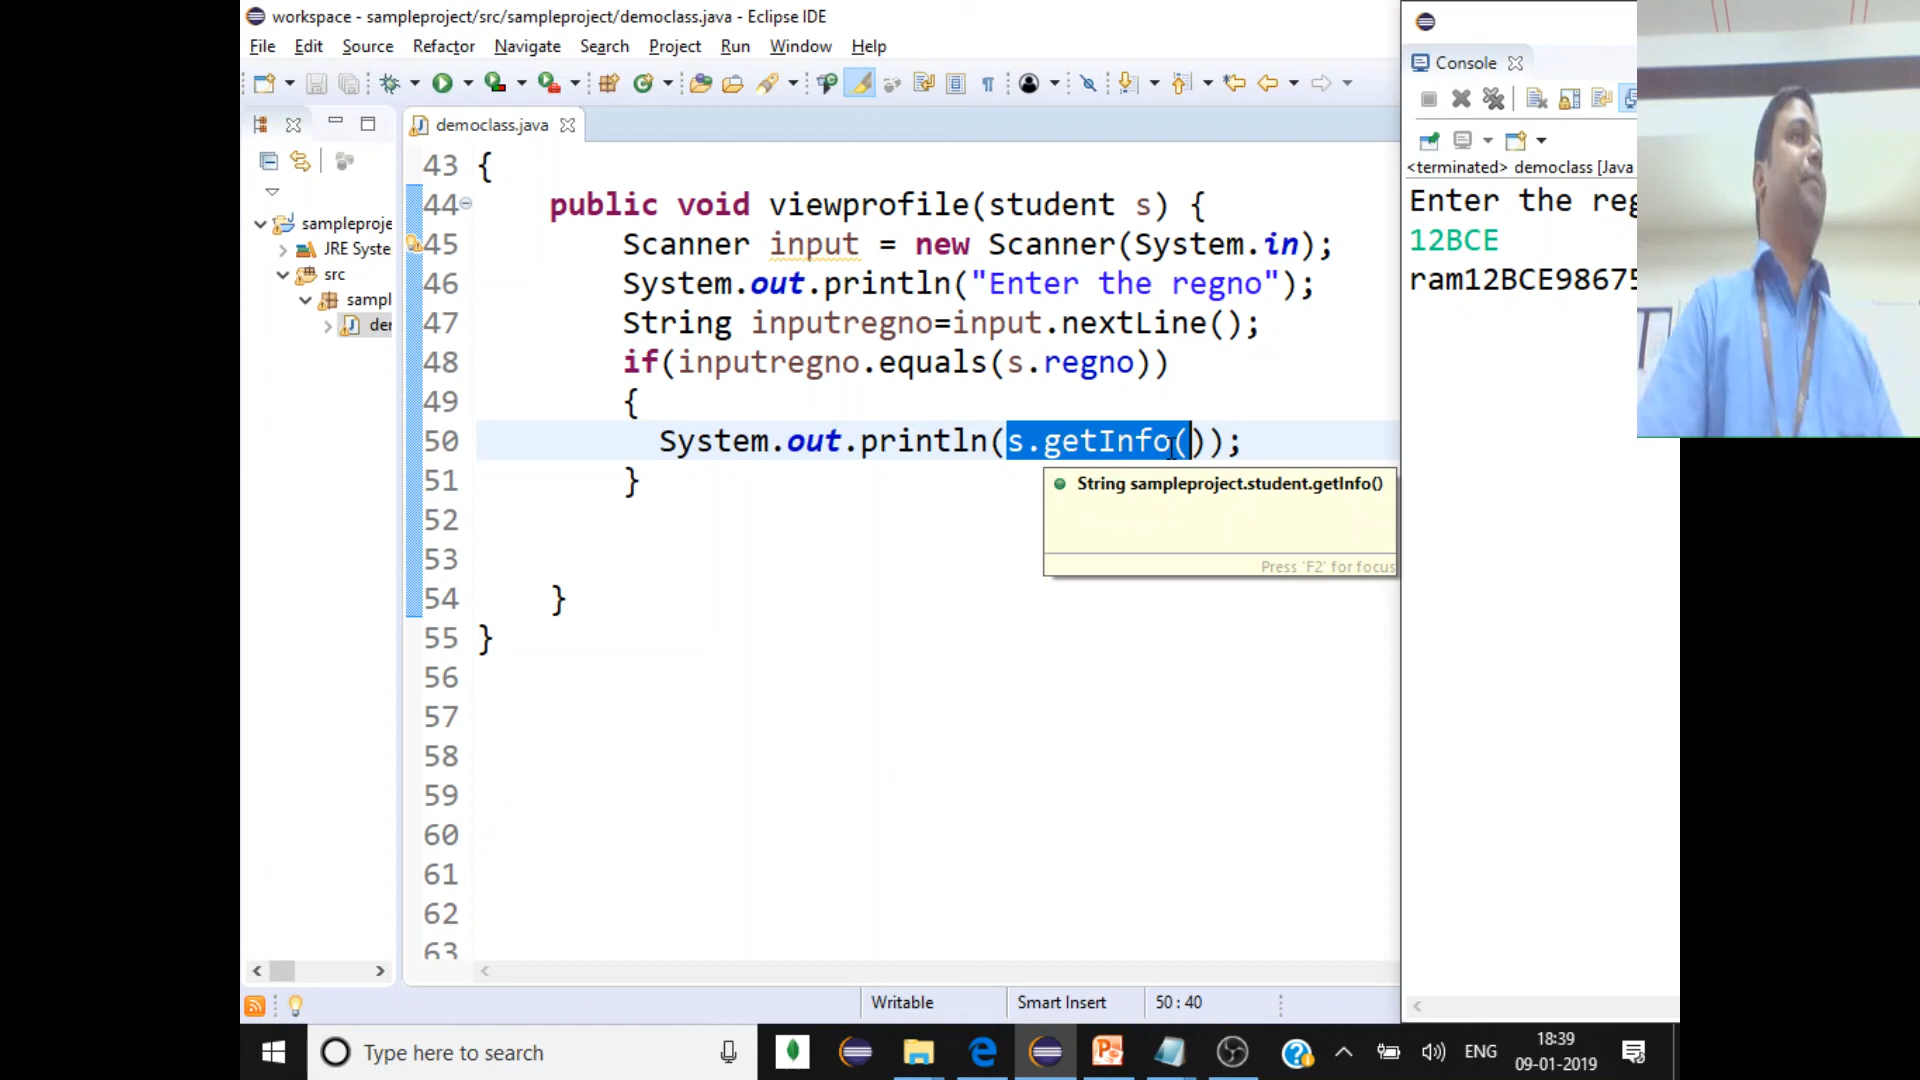 workspace - sampleproject/src/sampleproject/democlass.java - Eclipse IDE
File Edit Source Refactor Navigate Search Project Run Window Help
democlass.java
sampleproje
JRE Syste
src
sampl
der
43 {
44 public void viewprofile(student s) {
45 Scanner input = new Scanner(System.in);
46 System.out.println("Enter the regno");
47 String inputregno=input.nextLine();
48 if(inputregno.equals(s.regno))
49 {
50 System.out.println(s.getInfo());
51 }
52
53
54 }
55 }
56
57
58
59
60
61
62
63
String sampleproject.student.getInfo()
Press 'F2' for focus
Console
<terminated> democlass [Java
Enter the reg
12BCE
ram12BCE98675
Writable Smart Insert 50 : 40
Type here to search
ENG
18:39
09-01-2019